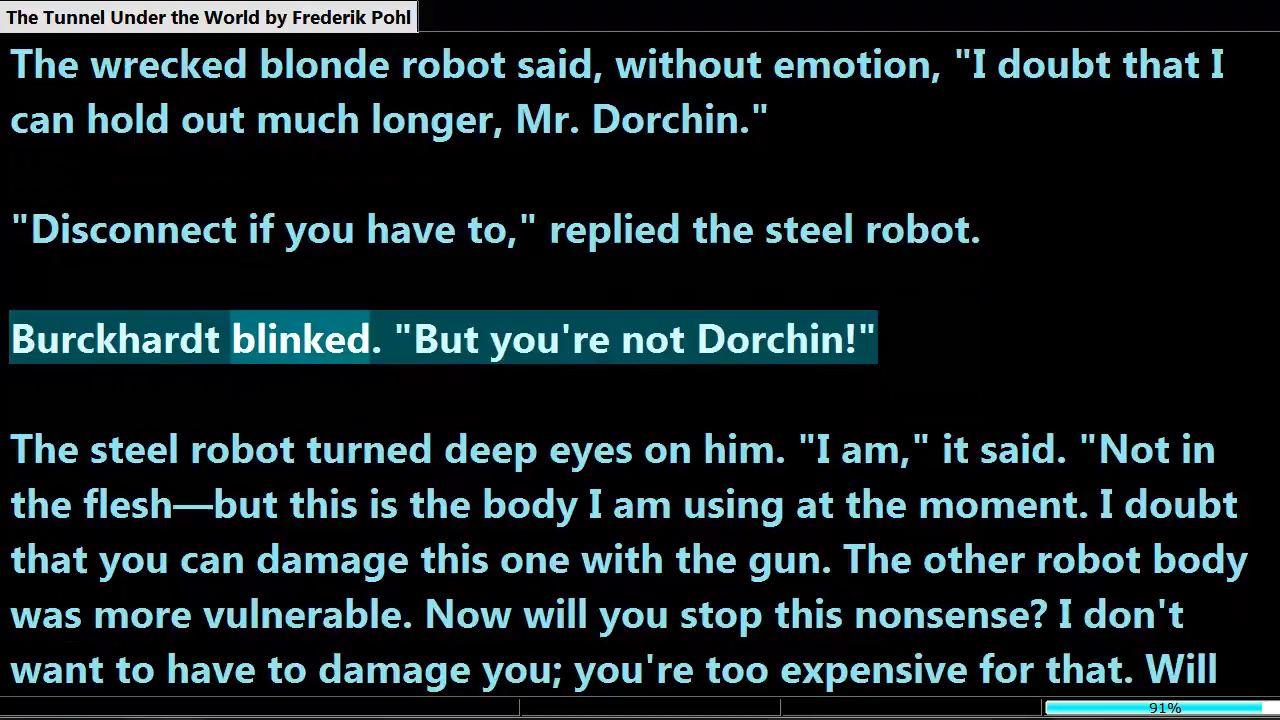 The Tunnel Under the World by Frederik Pohl
The wrecked blonde robot said, without emotion, "I doubt that I
can hold out much longer, Mr. Dorchin."
"Disconnect if you have to," replied the steel robot.
Burckhardt blinked. "But you're not Dorchin!"
The steel robot turned deep eyes on him. "I am," it said. "Not in
the flesh—but this is the body I am using at the moment. I doubt
that you can damage this one with the gun. The other robot body
was more vulnerable. Now will you stop this nonsense? I don't
want to have to damage you; you're too expensive for that. Will
91%